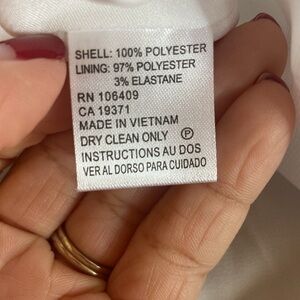 SHELL: 100% POLYESTER
LINING: 97% POLYESTER
3% ELASTANE
RN 106409
CA 19371
MADE IN VIETNAM
DRY CLEAN ONLY Ⓟ
INSTRUCTIONS AU DOS
VER AL DORSO PARA CUIDADO